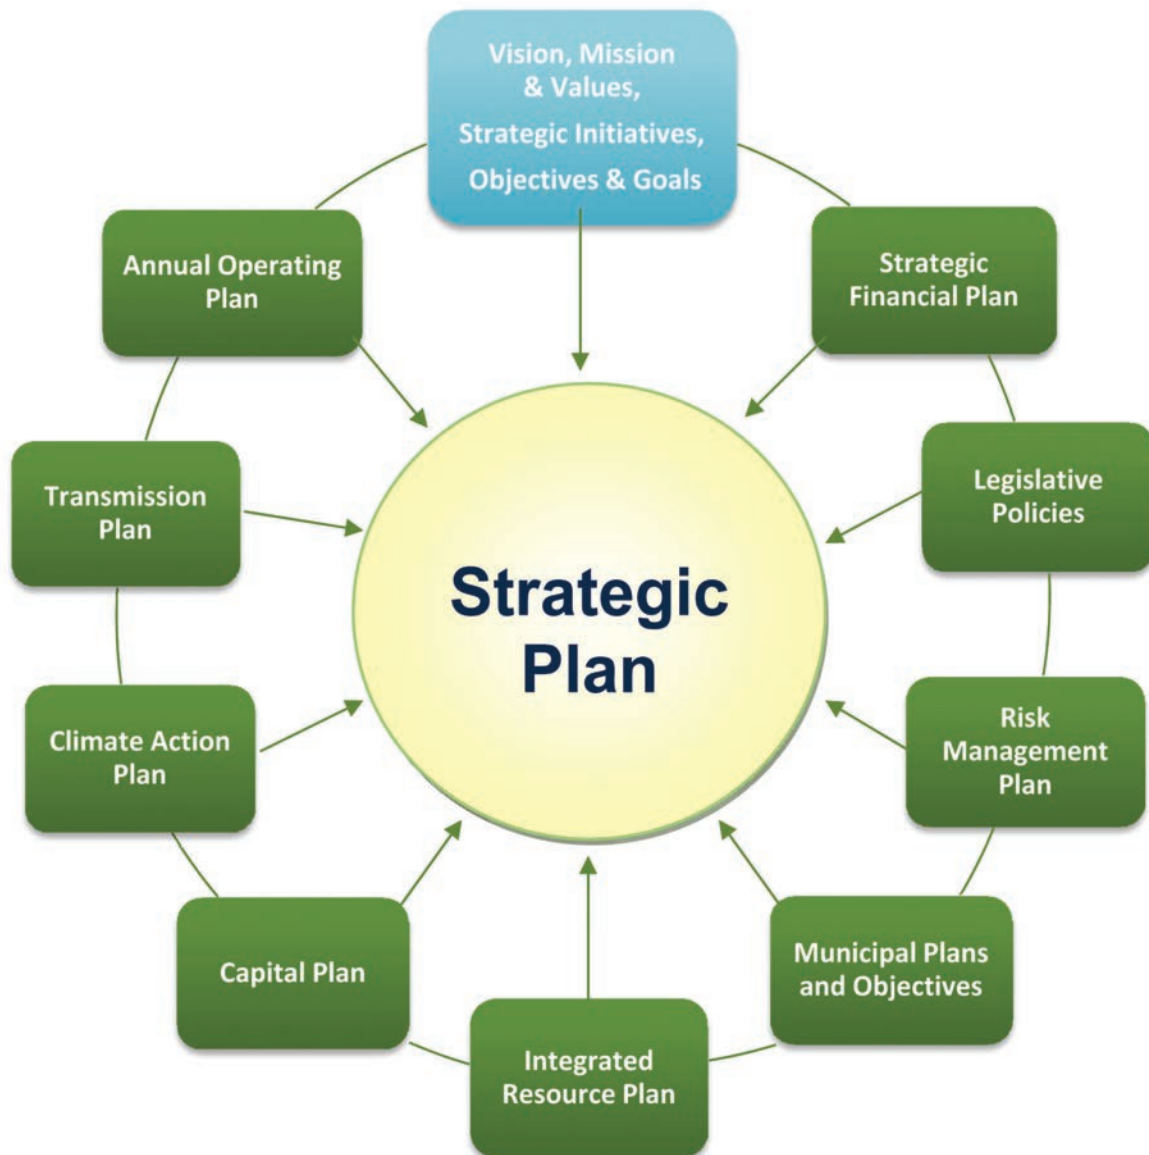 Vision, Mission
& Values,
Strategic Initiatives,
Objectives & Goals
Strategic
Financial Plan
Legislative
Policies
Risk
Management
Plan
Municipal Plans
and Objectives
Integrated
Resource Plan
Capital Plan
Climate Action
Plan
Transmission
Plan
Annual Operating
Plan
Strategic
Plan